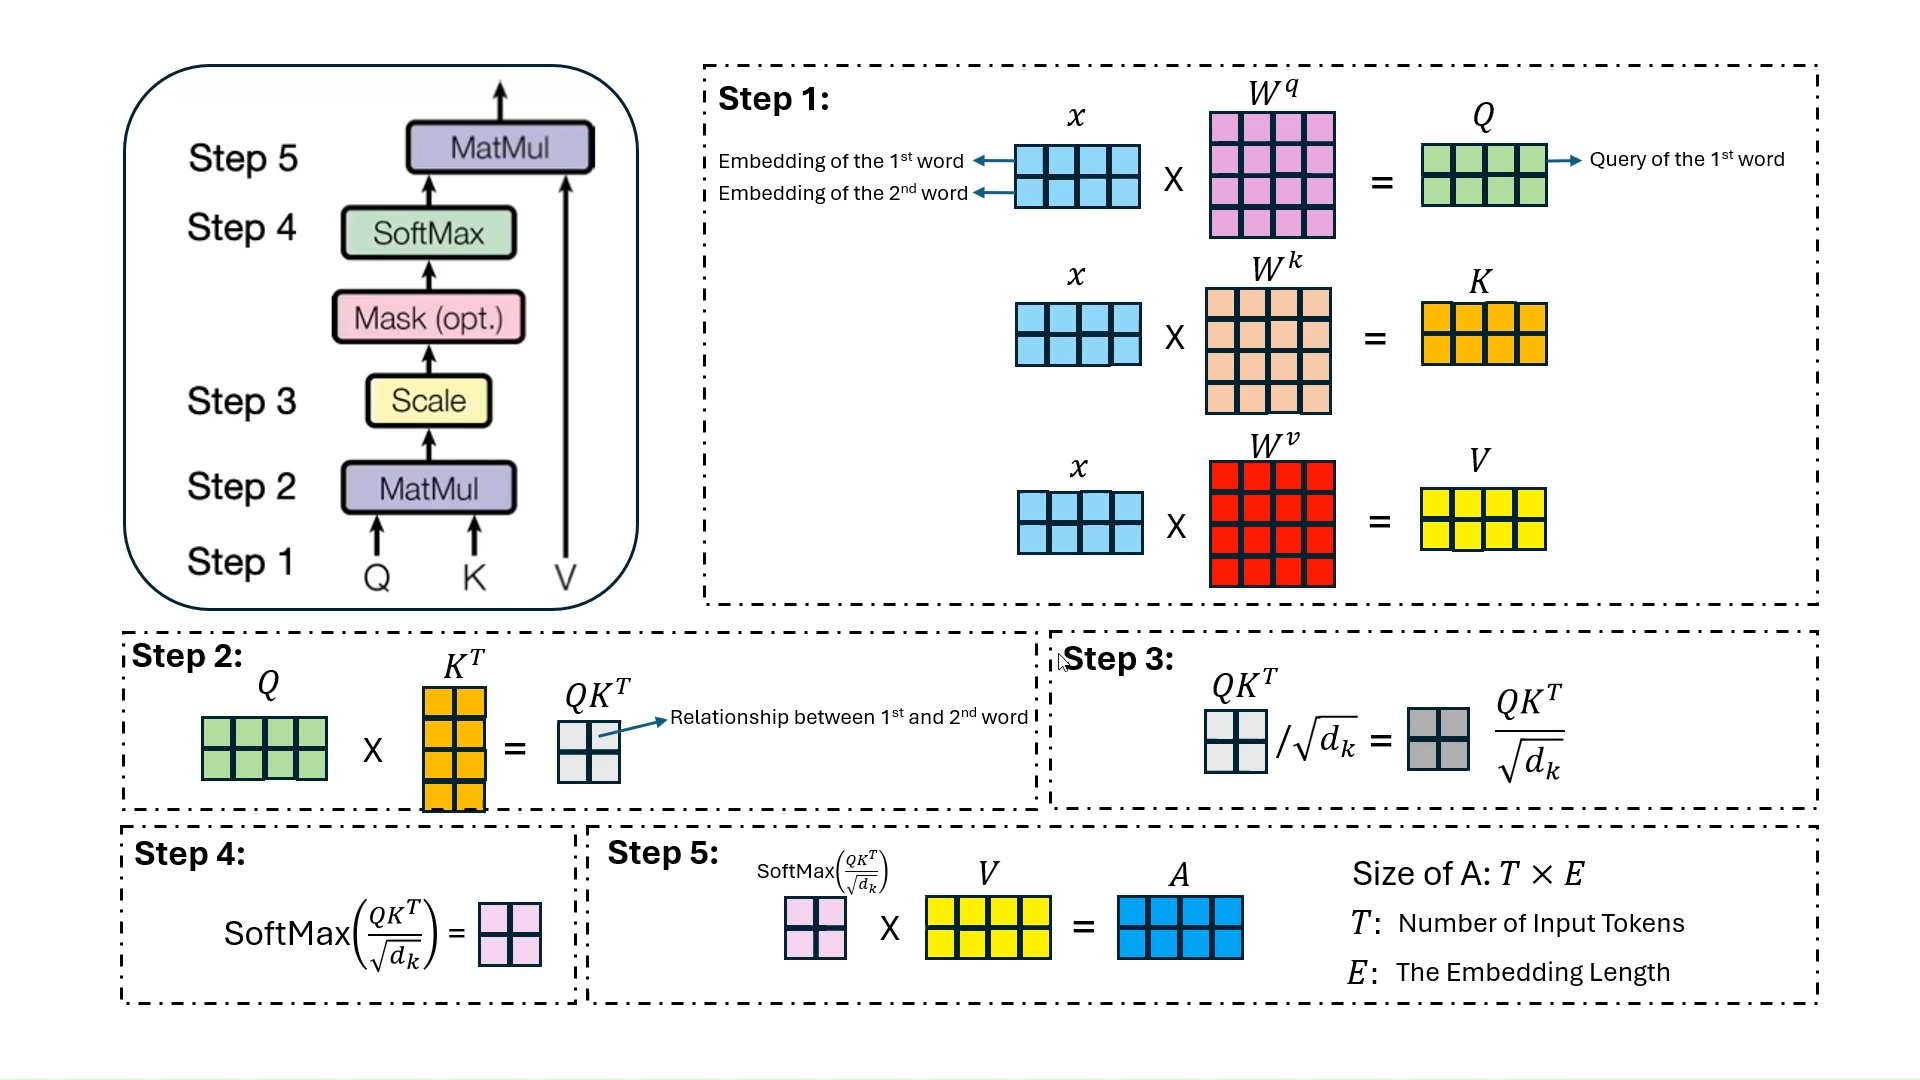 MatMul
Step 5
Step 4
SoftMax
Mask (opt.)
Step 3
Scale
Step 2
MatMul
Step 1
Q K V
Step 1:
x
W^q
Q
Embedding of the 1st word
Embedding of the 2nd word
X
=
Query of the 1st word
x
W^k
K
X
=
x
W^v
V
X
=
Step 2:
Q
K^T
QK^T
X
=
Relationship between 1st and 2nd word
Step 3:
QK^T
/√d_k =
QK^T
√d_k
Step 4:
SoftMax(QK^T/√d_k) =
Step 5:
SoftMax(QK^T/√d_k)
V
A
X
=
Size of A: T × E
T: Number of Input Tokens
E: The Embedding Length